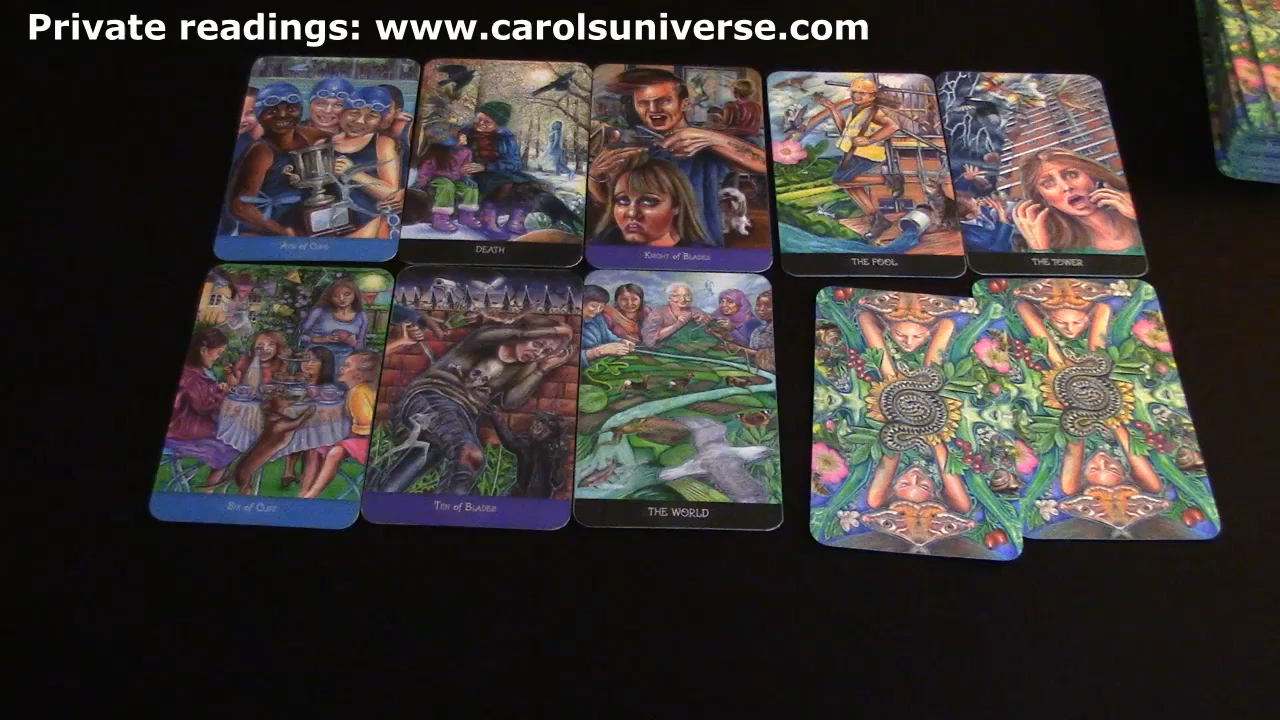 Private readings: www.carolsuniverse.com
Ace of Cups
DEATH
Knight of Blades
THE FOOL
THE TOWER
Six of Cups
Ten of Blades
THE WORLD